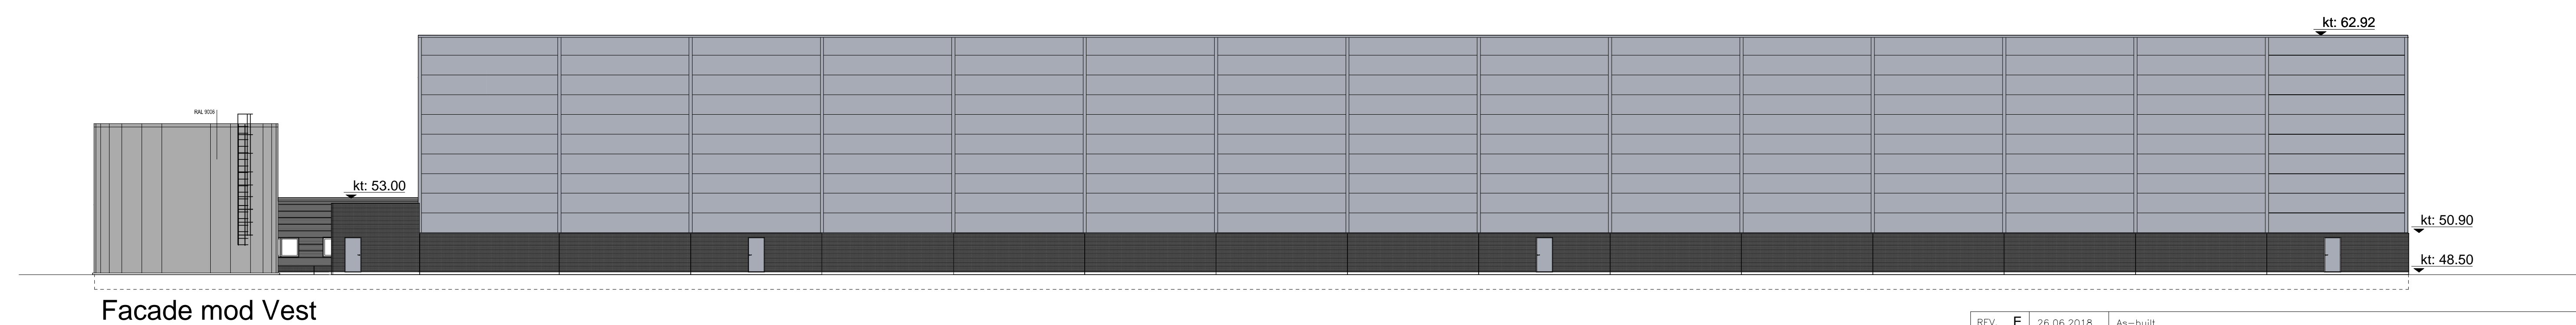 kt: 62.92
RAL 9006
kt: 53.00
kt: 50.90
kt: 48.50
Facade mod Vest
REV. F 26.06.2018 As-built